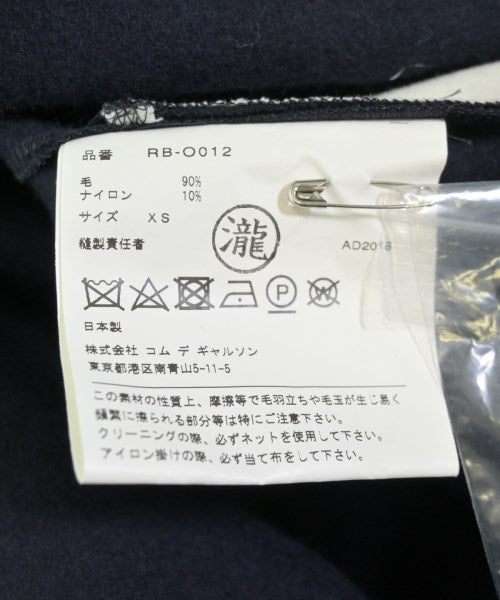 品番 RB-O012
毛 90%
ナイロン 10%
サイズ XS
縫製責任者 瀧 AD2018
P W
日本製
株式会社 コム デ ギャルソン
東京都港区南青山5-11-5
この素材の性質上、摩擦等で毛羽立ちや毛玉が生じ易く
頻繁に擦られる部分等は特にご注意下さい。
クリーニングの際、必ずネットを使用して下さい。
アイロン掛けの際、必ず当て布をして下さい。